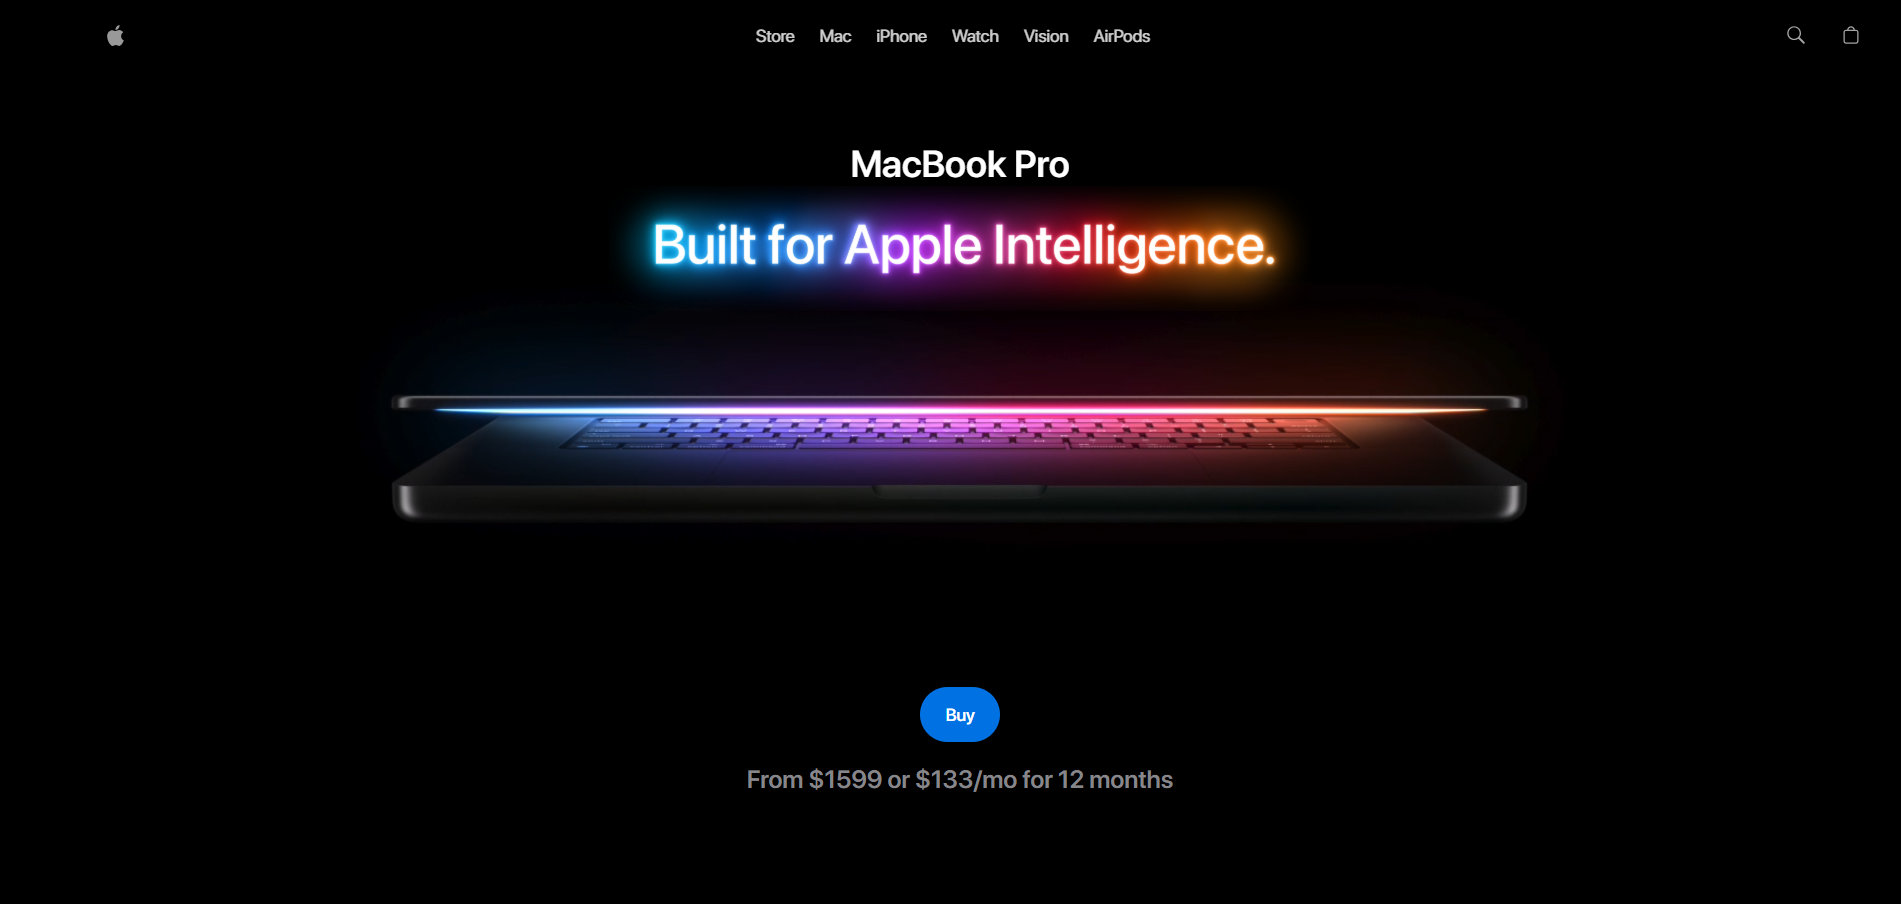 Store Mac iPhone Watch Vision AirPods
MacBook Pro
Built for Apple Intelligence.
Buy
From $1599 or $133/mo for 12 months